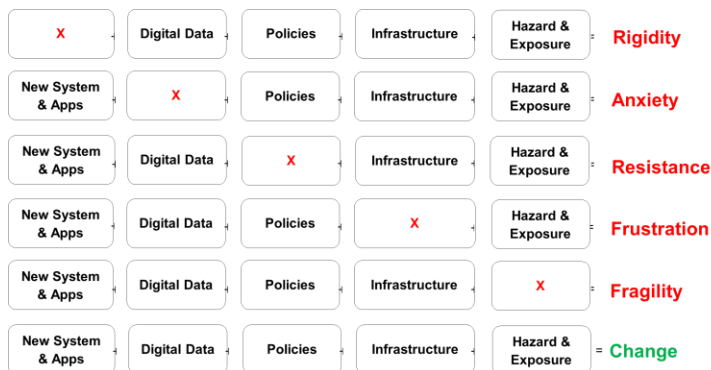 X Digital Data Policies Infrastructure Hazard & Exposure = Rigidity
New System & Apps X Policies Infrastructure Hazard & Exposure = Anxiety
New System & Apps Digital Data X Infrastructure Hazard & Exposure = Resistance
New System & Apps Digital Data Policies X Hazard & Exposure = Frustration
New System & Apps Digital Data Policies Infrastructure X = Fragility
New System & Apps Digital Data Policies Infrastructure Hazard & Exposure = Change